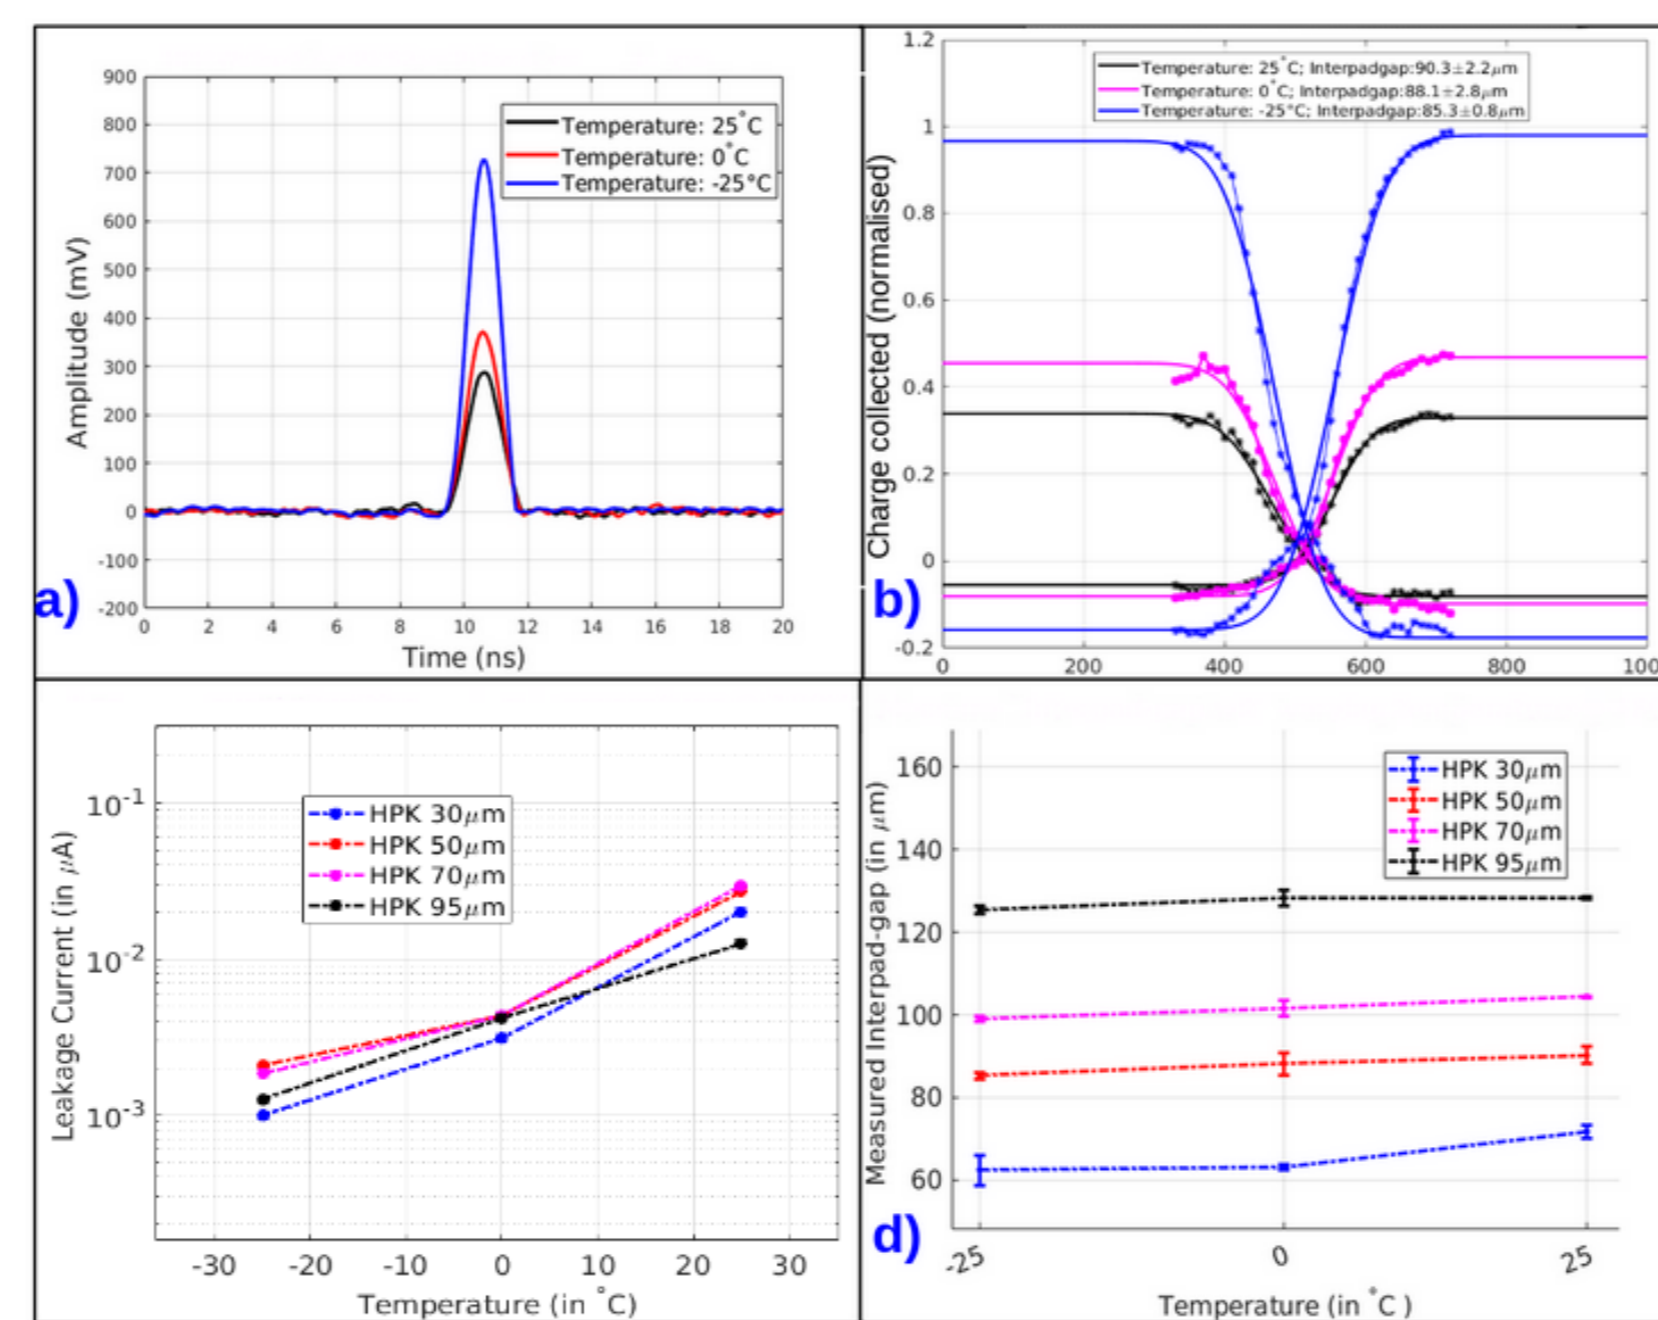 900
800
700
600
500
400
300
200
100
0
-100
-200
Amplitude (mV)
Temperature: 25°C
Temperature: 0°C
Temperature: -25°C
0 2 4 6 8 10 12 14 16 18 20
Time (ns)
a)
1.2
1
0.8
0.6
0.4
0.2
0
-0.2
Charge collected (normalised)
Temperature: 25°C; Interpadgap:90.3±2.2μm
Temperature: 0°C; Interpadgap:88.1±2.8μm
Temperature: -25°C; Interpadgap:85.3±0.8μm
0 200 400 600 800 100
b)
10-1
10-2
10-3
Leakage Current (in μA)
HPK 30μm
HPK 50μm
HPK 70μm
HPK 95μm
-30 -20 -10 0 10 20 30
Temperature (in °C)
160
140
120
100
80
60
Measured Interpad-gap (in μm)
HPK 30μm
HPK 50μm
HPK 70μm
HPK 95μm
-25 0 25
Temperature (in °C )
d)